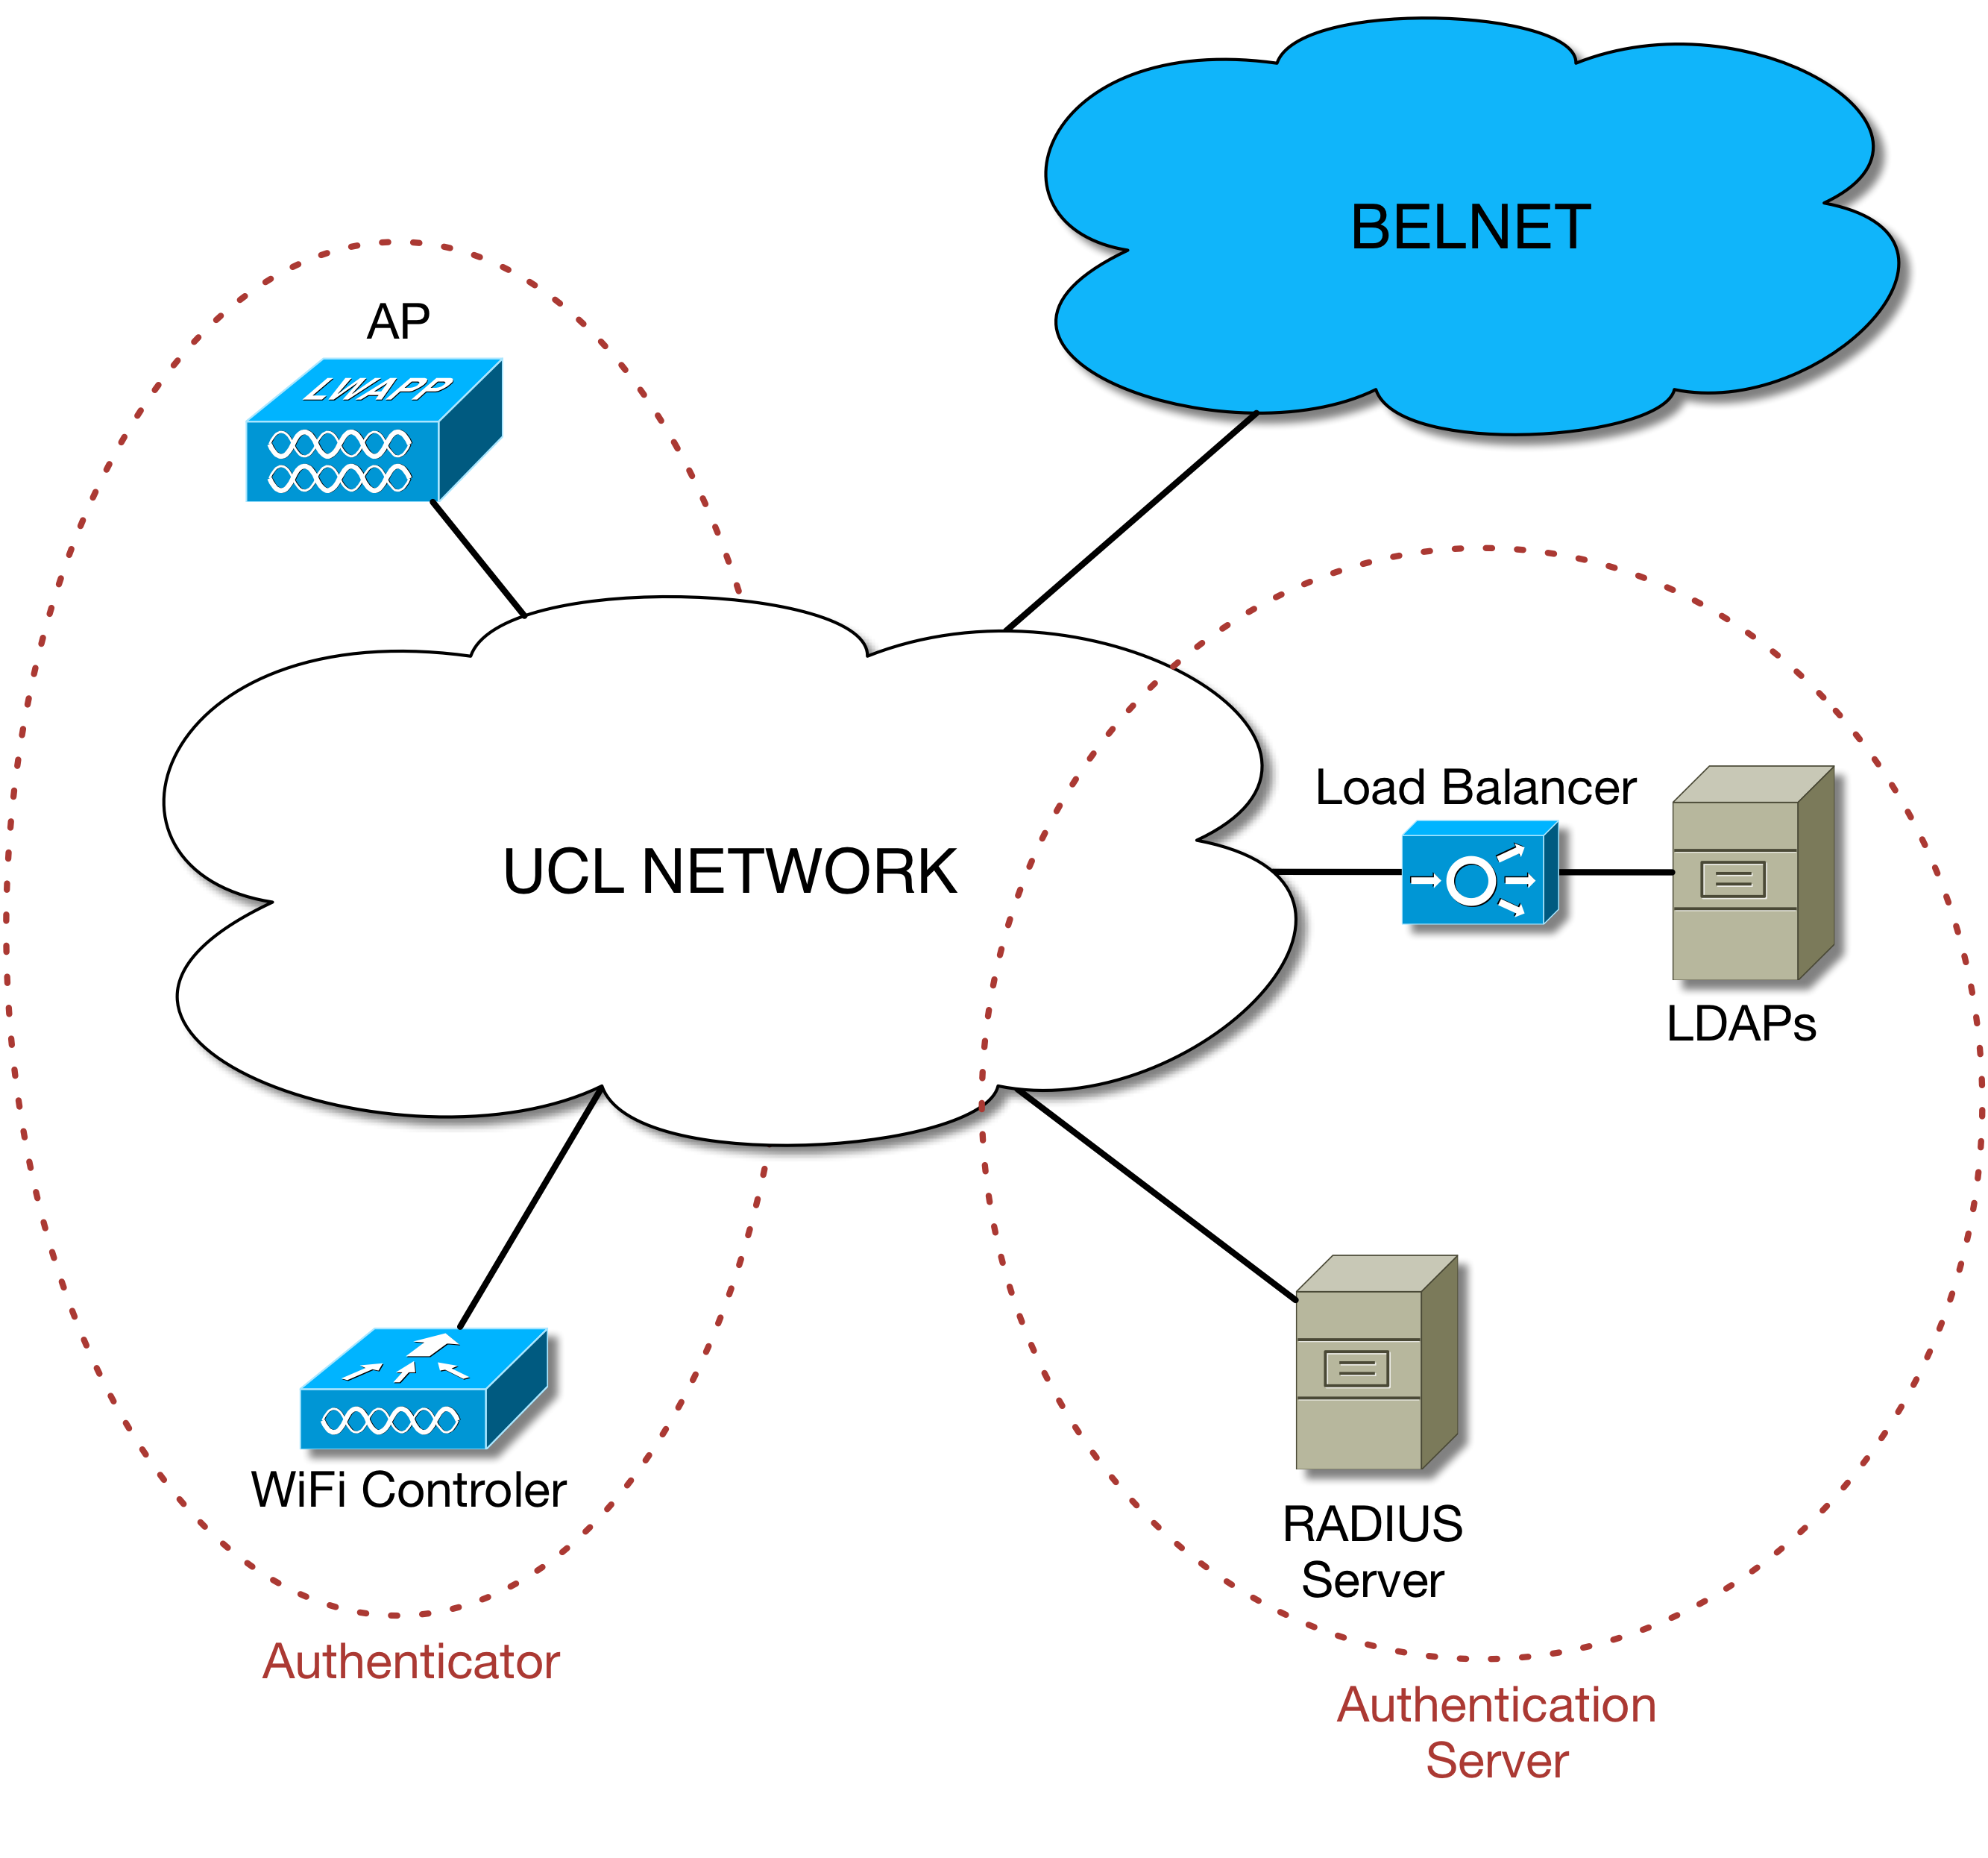 BELNET
AP
LWAPP
Load Balancer
UCL NETWORK
LDAPs
WiFi Controler
RADIUS
Server
Authenticator
Authentication
Server